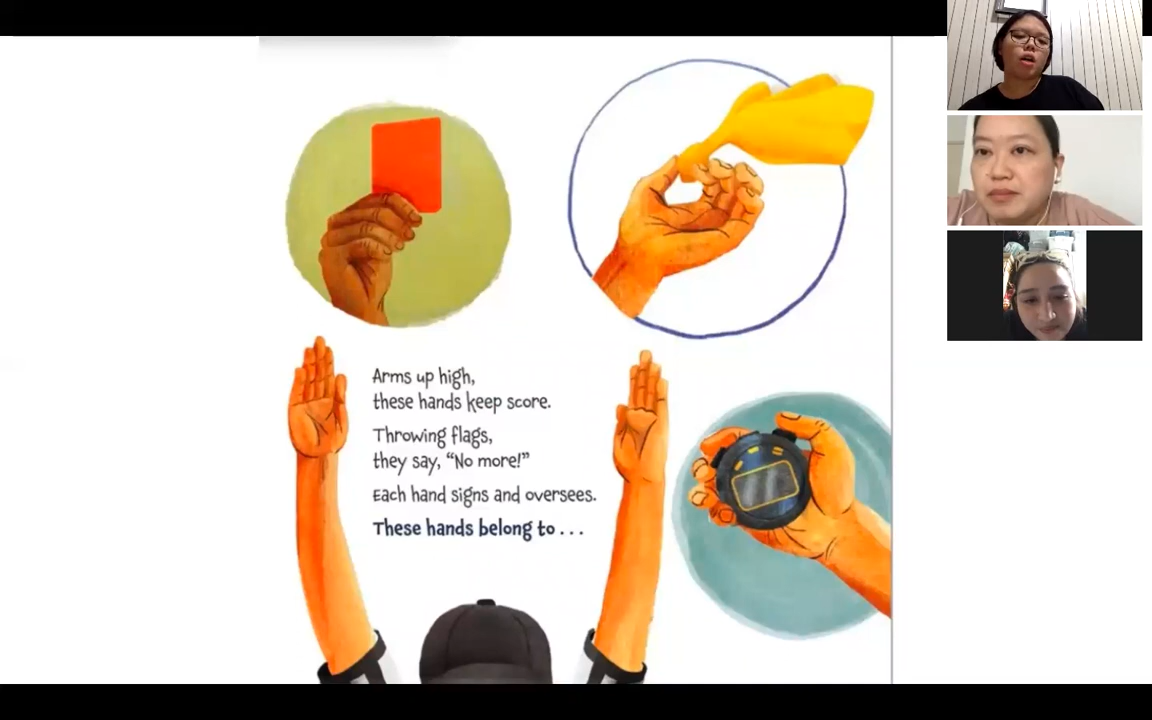 Arms up high,
these hands keep score.
Throwing flags,
they say, “No more!”
Each hand signs and oversees.
These hands belong to . . .